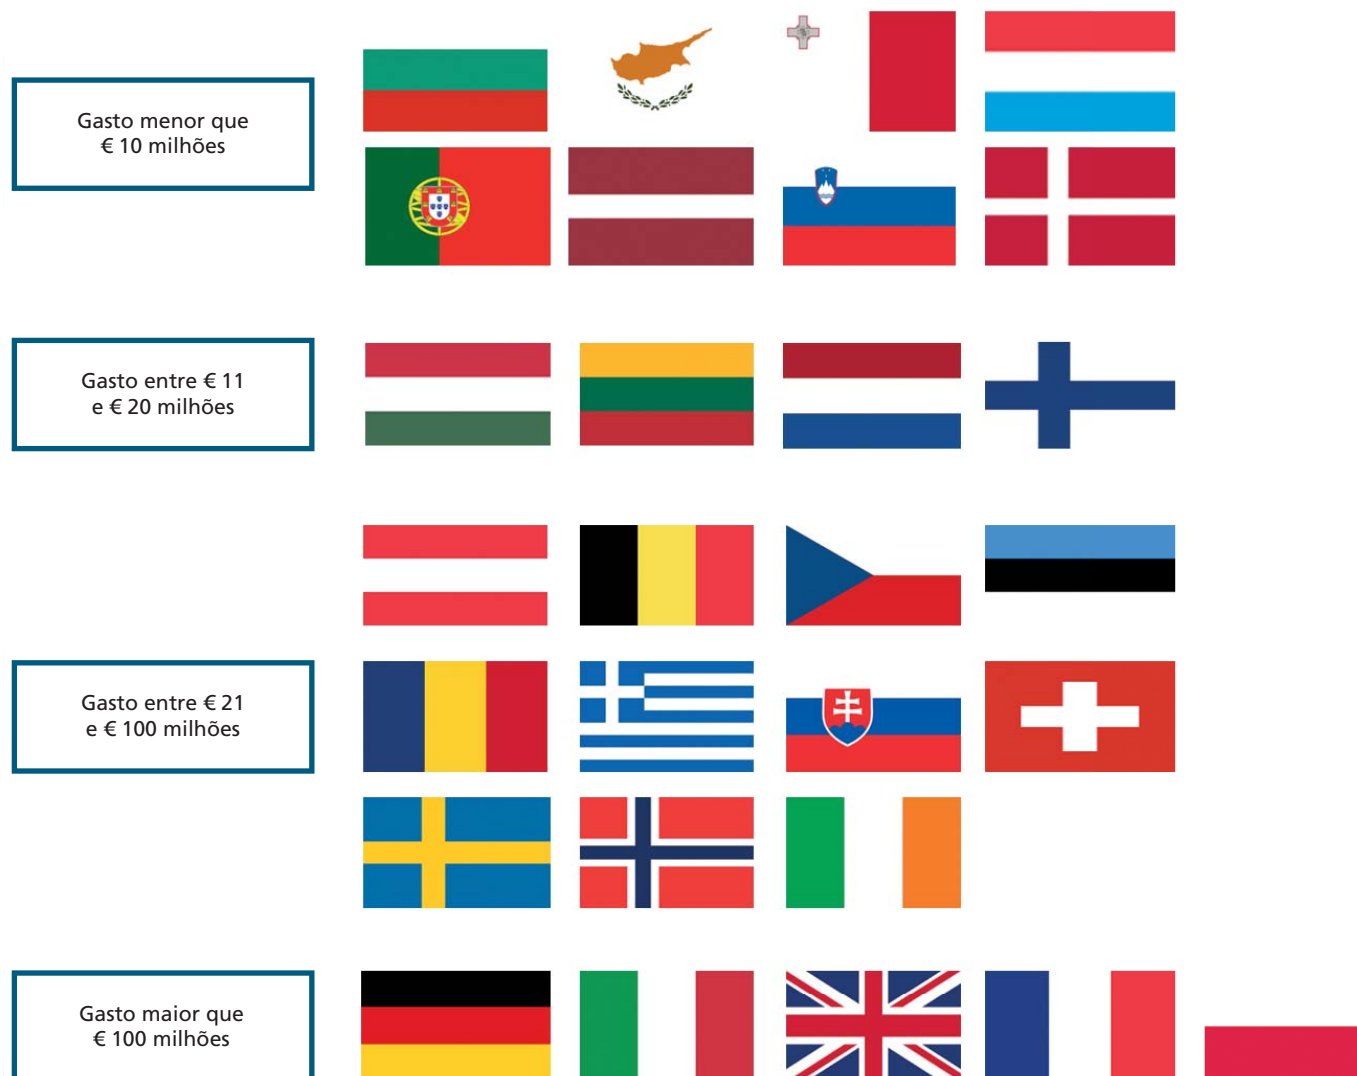 Gasto menor que
€ 10 milhões
Gasto entre € 11
e € 20 milhões
Gasto entre € 21
e € 100 milhões
Gasto maior que
€ 100 milhões